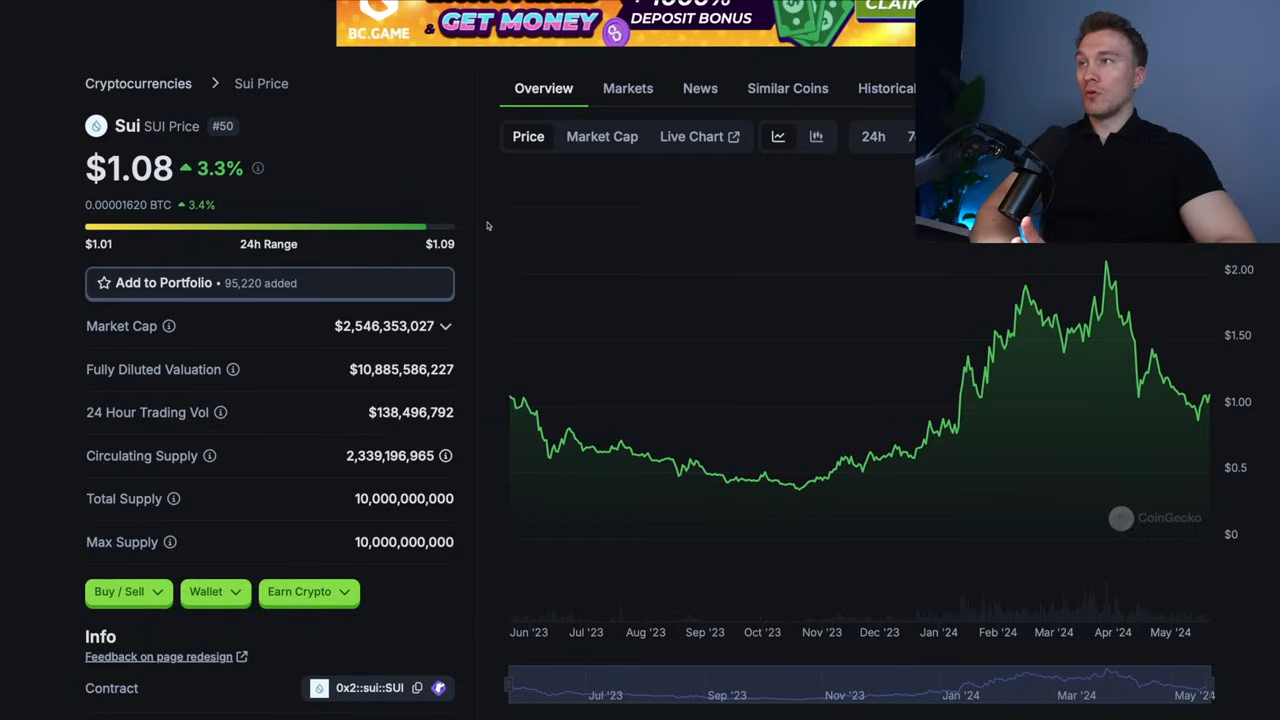 BC.GAME
& GET MONEY
DEPOSIT BONUS
Cryptocurrencies > Sui Price
Sui SUI Price #50
$1.08 3.3%
0.00001620 BTC 3.4%
$1.01 24h Range $1.09
Add to Portfolio • 95,220 added
Market Cap $2,546,353,027
Fully Diluted Valuation $10,885,586,227
24 Hour Trading Vol $138,496,792
Circulating Supply 2,339,196,965
Total Supply 10,000,000,000
Max Supply 10,000,000,000
Buy / Sell Wallet Earn Crypto
Info
Feedback on page redesign
Contract 0x2::sui::SUI
Overview Markets News Similar Coins Historical
Price Market Cap Live Chart 24h
$2.00
$1.50
$1.00
$0.5
$0
CoinGecko
Jun '23 Jul '23 Aug '23 Sep '23 Oct '23 Nov '23 Dec '23 Jan '24 Feb '24 Mar '24 Apr '24 May '24
Jul '23 Sep '23 Nov '23 Jan '24 Mar '24 May '24